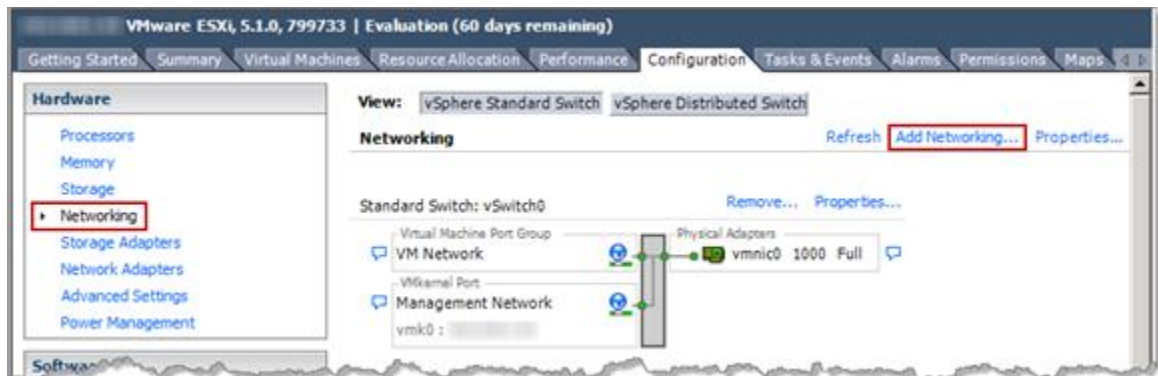 VMware ESXi, 5.1.0, 799733 | Evaluation (60 days remaining)
Getting Started Summary Virtual Machines Resource Allocation Performance Configuration Tasks & Events Alarms Permissions Maps
Hardware
Processors
Memory
Storage
Networking
Storage Adapters
Network Adapters
Advanced Settings
Power Management
Software
View: vSphere Standard Switch vSphere Distributed Switch
Networking Refresh Add Networking... Properties...
Standard Switch: vSwitch0 Remove... Properties...
Virtual Machine Port Group Physical Adapters
VM Network vmnic0 1000 Full
VMkernel Port
Management Network
vmk0 :